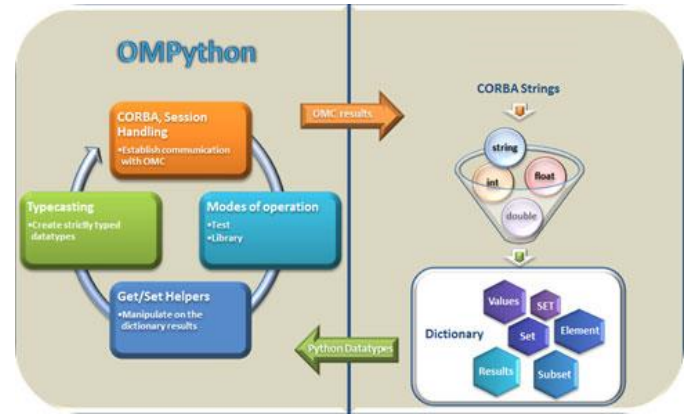 OMPython
CORBA, Session
Handling
•Establish communication
with OMC
Typecasting
•Create strictly typed
datatypes
Modes of operation
•Test
•Library
Get/Set Helpers
•Manipulate on the
dictionary results
OMC results
Python Datatypes
CORBA Strings
string
int
float
double
Dictionary
Values
SET
Set
Element
Results
Subset